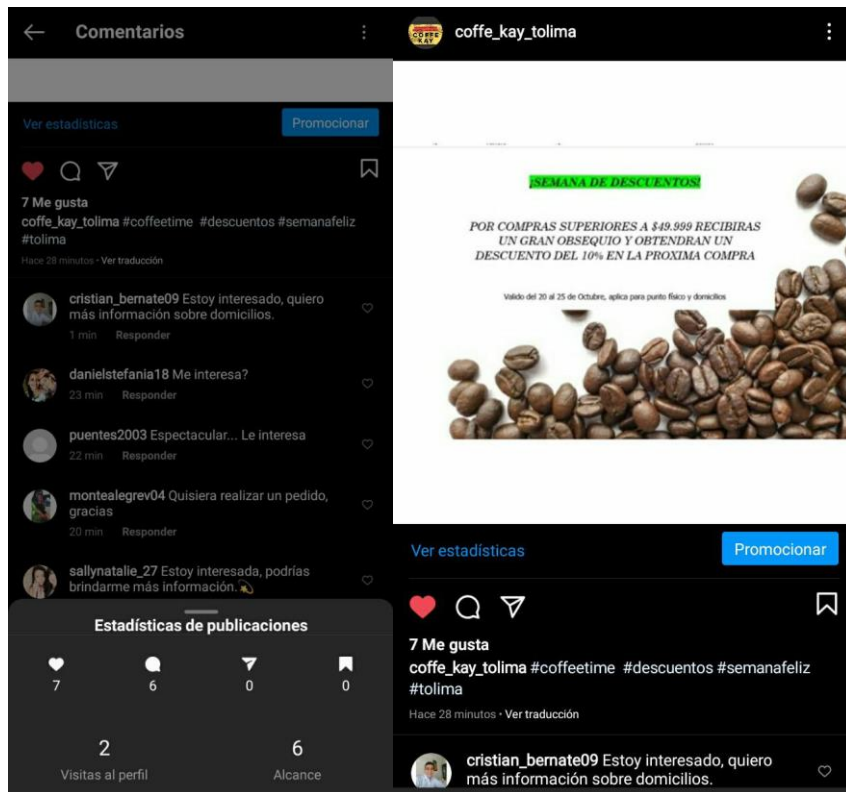 Comentarios
Ver estadísticas
Promocionar
7 Me gusta
coffe_kay_tolima #coffeetime #descuentos #semanafeliz
#tolima
Hace 28 minutos • Ver traducción
cristian_bernate09 Estoy interesado, quiero
más información sobre domicilios.
1 min Responder
danielstefania18 Me interesa?
23 min Responder
puentes2003 Espectacular... Le interesa
22 min Responder
montealegrev04 Quisiera realizar un pedido,
gracias
20 min Responder
sallynatalie_27 Estoy interesada, podrías
brindarme más información.
Estadísticas de publicaciones
7 6 0 0
2 6
Visitas al perfil Alcance
COFFE
KAY
coffe_kay_tolima
¡SEMANA DE DESCUENTOS!
POR COMPRAS SUPERIORES A $49.999 RECIBIRAS
UN GRAN OBSEQUIO Y OBTENDRAN UN
DESCUENTO DEL 10% EN LA PROXIMA COMPRA
Valido del 20 al 25 de Octubre, aplica para punto físico y domicilios
Ver estadísticas
Promocionar
7 Me gusta
coffe_kay_tolima #coffeetime #descuentos #semanafeliz
#tolima
Hace 28 minutos • Ver traducción
cristian_bernate09 Estoy interesado, quiero
más información sobre domicilios.